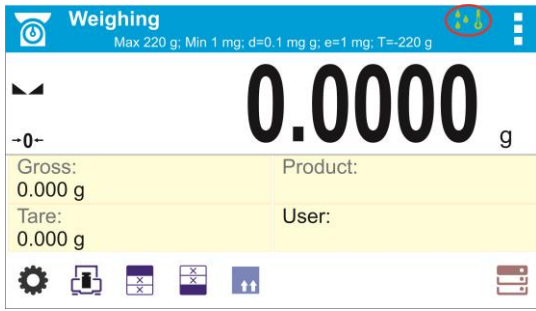 Weighing
Max 220 g; Min 1 mg; d=0.1 mg g; e=1 mg; T=-220 g
0.0000 g
→0←
Gross:
0.000 g
Product:
Tare:
0.000 g
User: